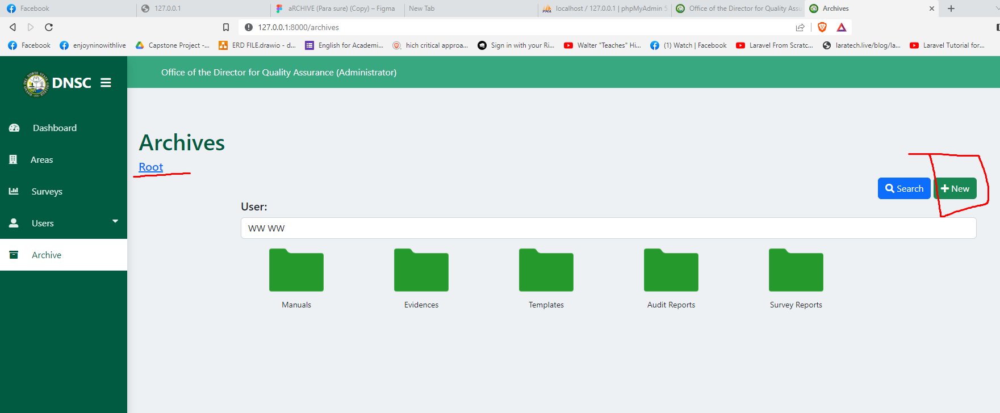 Facebook
127.0.0.1
aRCHIVE (Para sure) (Copy) – Figma
New Tab
localhost / 127.0.0.1 | phpMyAdmin 5
Office of the Director for Quality Assu
Archives
127.0.0.1:8000/archives
Facebook
enjoyninowithlive
Capstone Project -...
ERD FILE.drawio - d...
English for Academi...
hich critical approa...
Sign in with your Ri...
Walter "Teaches" Hi...
(1) Watch | Facebook
Laravel From Scratc...
laratech.live/blog/la...
Laravel Tutorial for...
DNSC
Office of the Director for Quality Assurance (Administrator)
Dashboard
Areas
Surveys
Users
Archive
Archives
Root
Search
New
User:
WW WW
Manuals
Evidences
Templates
Audit Reports
Survey Reports